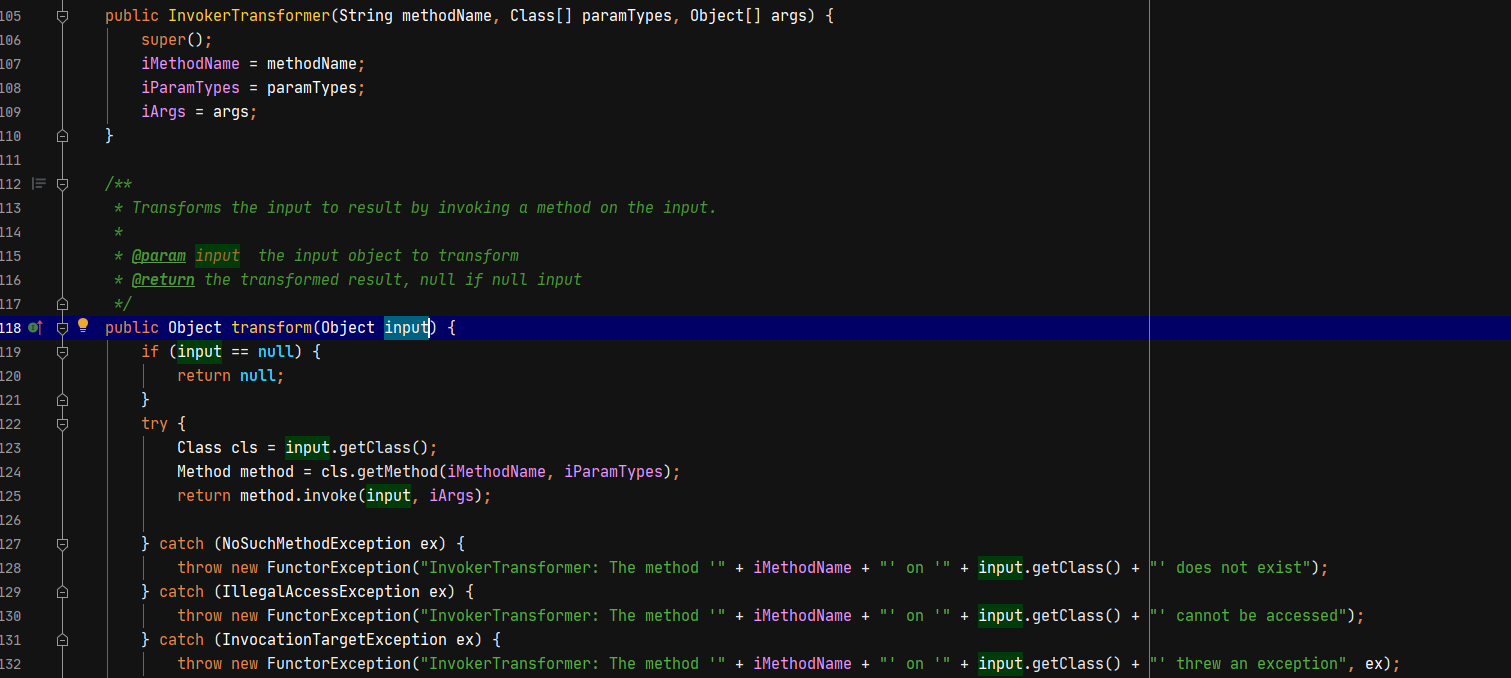 105 public InvokerTransformer(String methodName, Class[] paramTypes, Object[] args) {
106 super();
107 iMethodName = methodName;
108 iParamTypes = paramTypes;
109 iArgs = args;
110 }
111
112 /**
113 * Transforms the input to result by invoking a method on the input.
114 *
115 * @param input  the input object to transform
116 * @return the transformed result, null if null input
117 */
118 public Object transform(Object input) {
119 if (input == null) {
120 return null;
121 }
122 try {
123 Class cls = input.getClass();
124 Method method = cls.getMethod(iMethodName, iParamTypes);
125 return method.invoke(input, iArgs);
126
127 } catch (NoSuchMethodException ex) {
128 throw new FunctorException("InvokerTransformer: The method '" + iMethodName + "' on '" + input.getClass() + "' does not exist");
129 } catch (IllegalAccessException ex) {
130 throw new FunctorException("InvokerTransformer: The method '" + iMethodName + "' on '" + input.getClass() + "' cannot be accessed");
131 } catch (InvocationTargetException ex) {
132 throw new FunctorException("InvokerTransformer: The method '" + iMethodName + "' on '" + input.getClass() + "' threw an exception", ex);